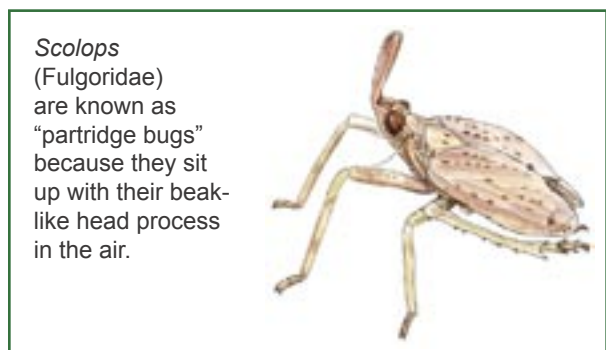 Scolops
(Fulgoridae)
are known as
“partridge bugs”
because they sit
up with their beak-
like head process
in the air.